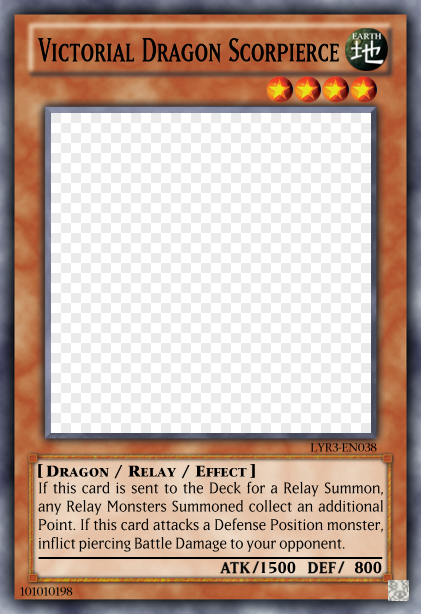 Victorial Dragon Scorpierce
EARTH
地
LYR3-EN038
[ Dragon / Relay / Effect ]
If this card is sent to the Deck for a Relay Summon,
any Relay Monsters Summoned collect an additional
Point. If this card attacks a Defense Position monster,
inflict piercing Battle Damage to your opponent.
ATK/1500 DEF/ 800
101010198